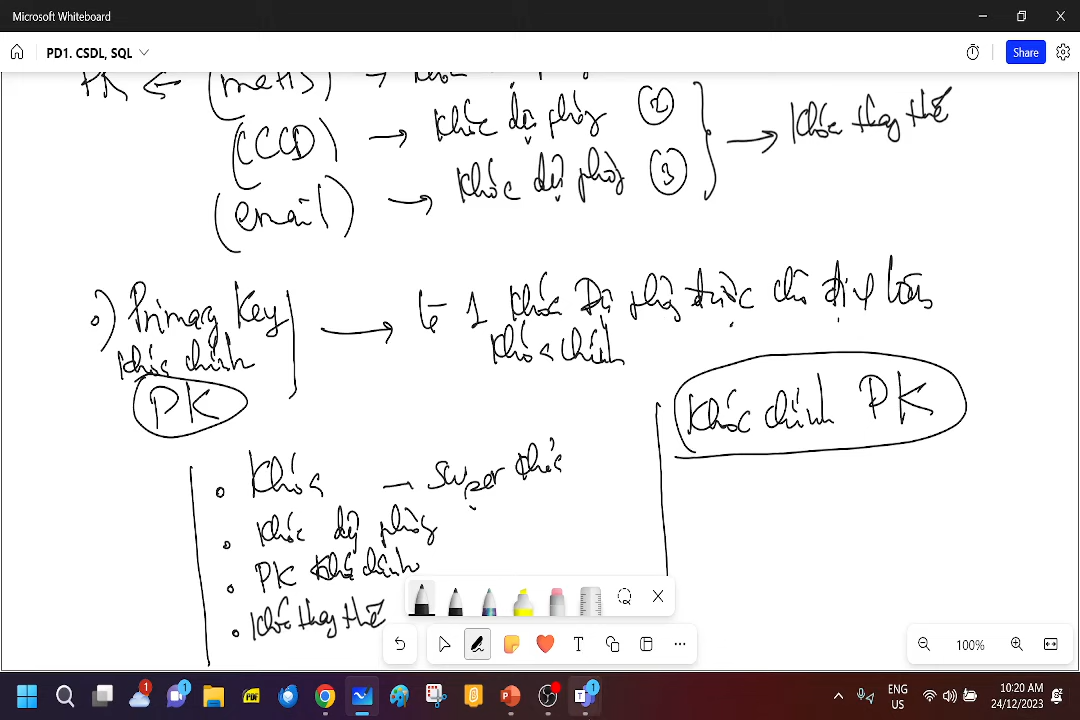 Microsoft Whiteboard
PD1. CSDL, SQL
Share
PK ← (maHS) →
(CCCD) → khóa dự phòng ②
→ khóa thay thế
(email) → khóa dự phòng ③
Primary Key → từ 1 khóa dự phòng được chỉ định làm
khóa chính
khóa chính
PK
khóa chính PK
• khóa → super khóa
• khóa dự phòng
• PK khóa chính
• khóa thay thế
100%
ENG
US
10:20 AM
24/12/2023